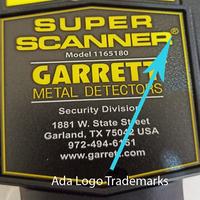 SUPER
SCANNER®
Model 1165180
GARRETT
METAL DETECTORS
Security Division
1881 W. State Street
Garland, TX 75042 USA
972-494-6151
www.garrett.com
Ada Logo Trademarks